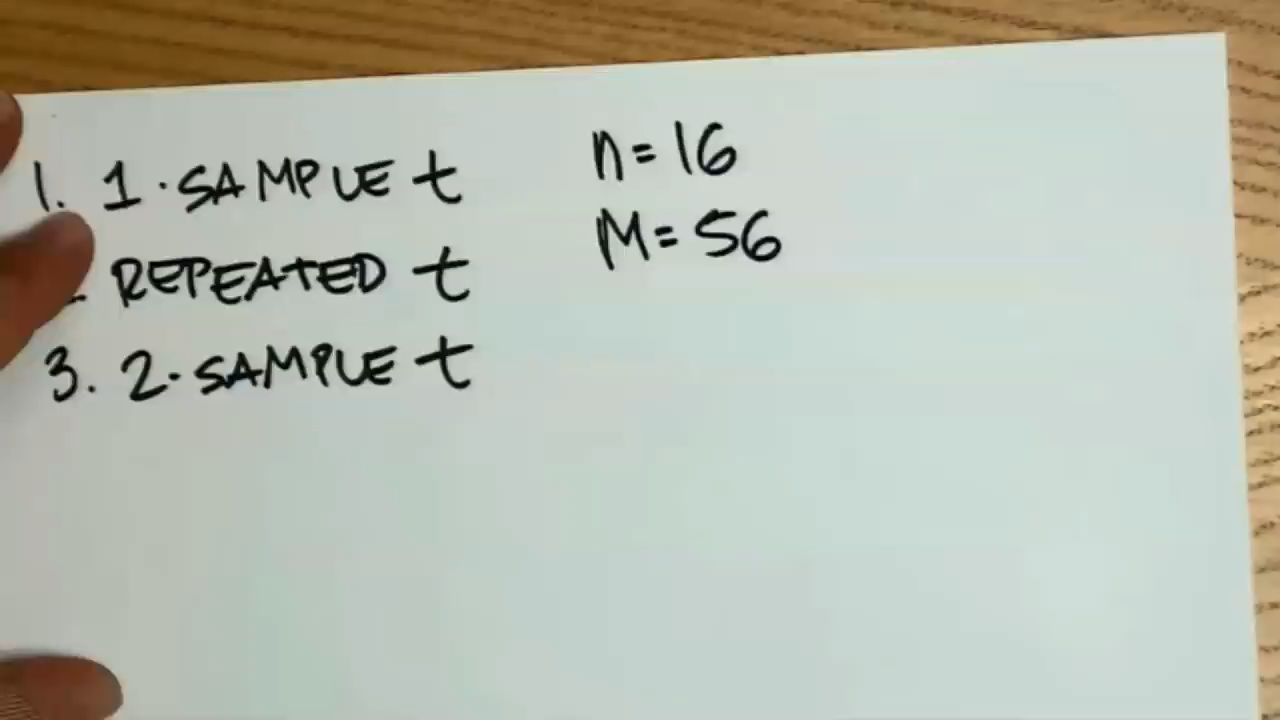 1. 1-SAMPLE t
REPEATED t
3. 2-SAMPLE t
n=16
M=56